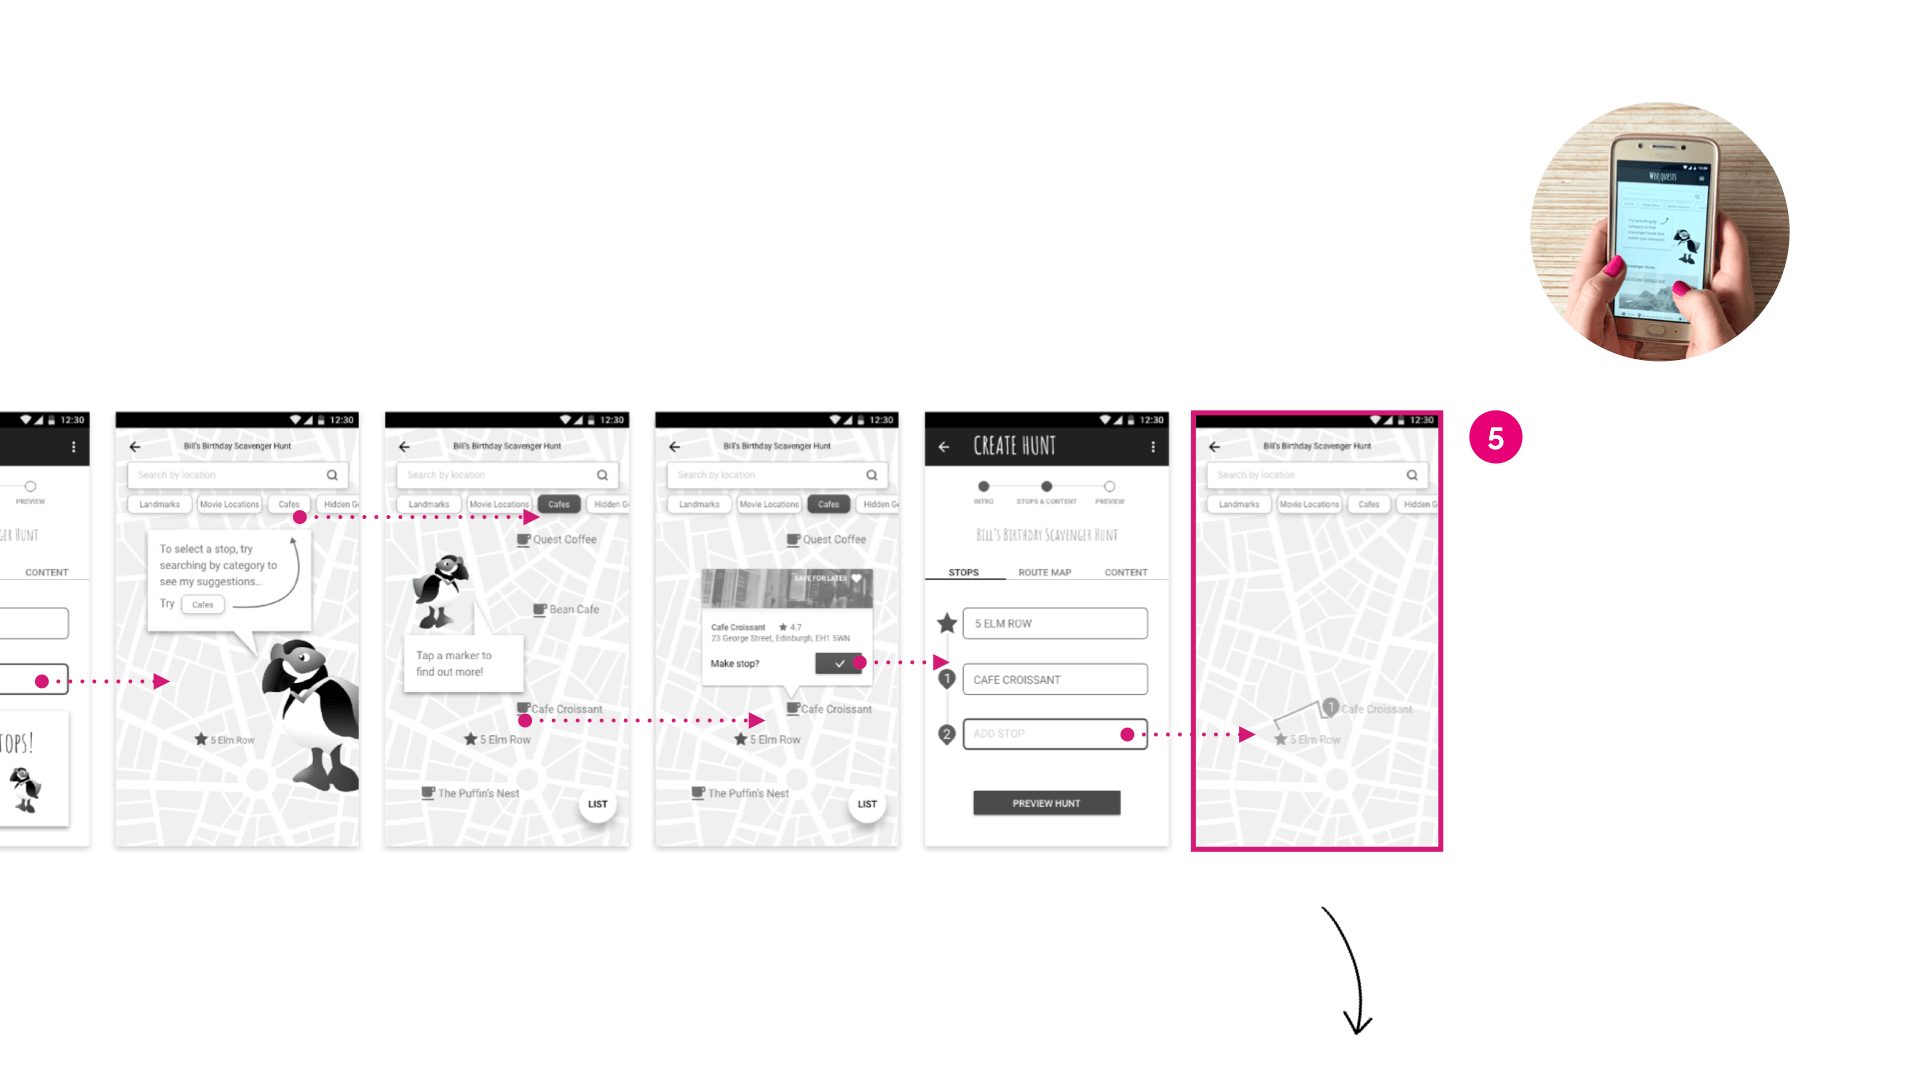 WEE QUESTS
12:30
PREVIEW
HUNT
CONTENT
TOPS!
12:30
Bill's Birthday Scavenger Hunt
Search by location
Landmarks
Movie Locations
Cafes
Hidden Ge
To select a stop, try
searching by category to
see my suggestions...
Try
Cafes
5 Elm Row
12:30
Bill's Birthday Scavenger Hunt
Search by location
Landmarks
Movie Locations
Cafes
Hidden G
Quest Coffee
Bean Cafe
Tap a marker to
find out more!
Cafe Croissant
5 Elm Row
The Puffin's Nest
LIST
12:30
Bill's Birthday Scavenger Hunt
Search by location
Landmarks
Movie Locations
Cafes
Hidden G
Quest Coffee
SAVE FOR LATER
Cafe Croissant
4.7
23 George Street, Edinburgh, EH1 5WN
Make stop?
Cafe Croissant
5 Elm Row
The Puffin's Nest
LIST
12:30
CREATE HUNT
INTRO
STOPS & CONTENT
PREVIEW
Bill's Birthday Scavenger Hunt
STOPS
ROUTE MAP
CONTENT
5 ELM ROW
1
CAFE CROISSANT
2
ADD STOP
PREVIEW HUNT
12:30
Bill's Birthday Scavenger Hunt
Search by location
Landmarks
Movie Locations
Cafes
Hidden G
1
Cafe Croissant
5 Elm Row
5